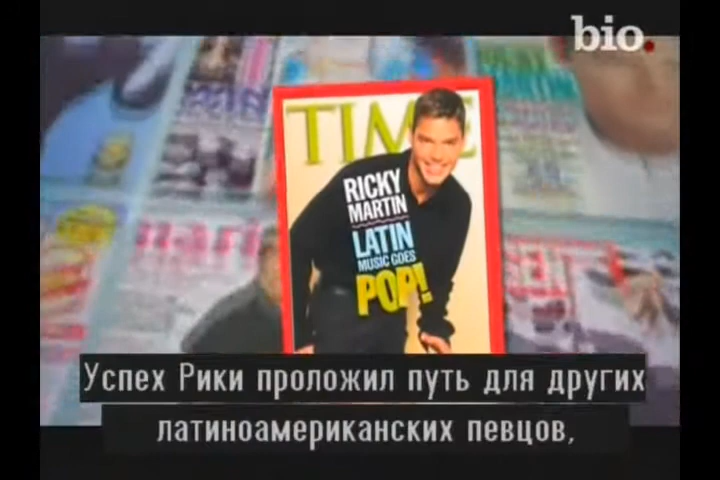 bio.
TIME
RICKY
MARTIN
LATIN
MUSIC GOES
POP!
Успех Рики проложил путь для других
латиноамериканских певцов,